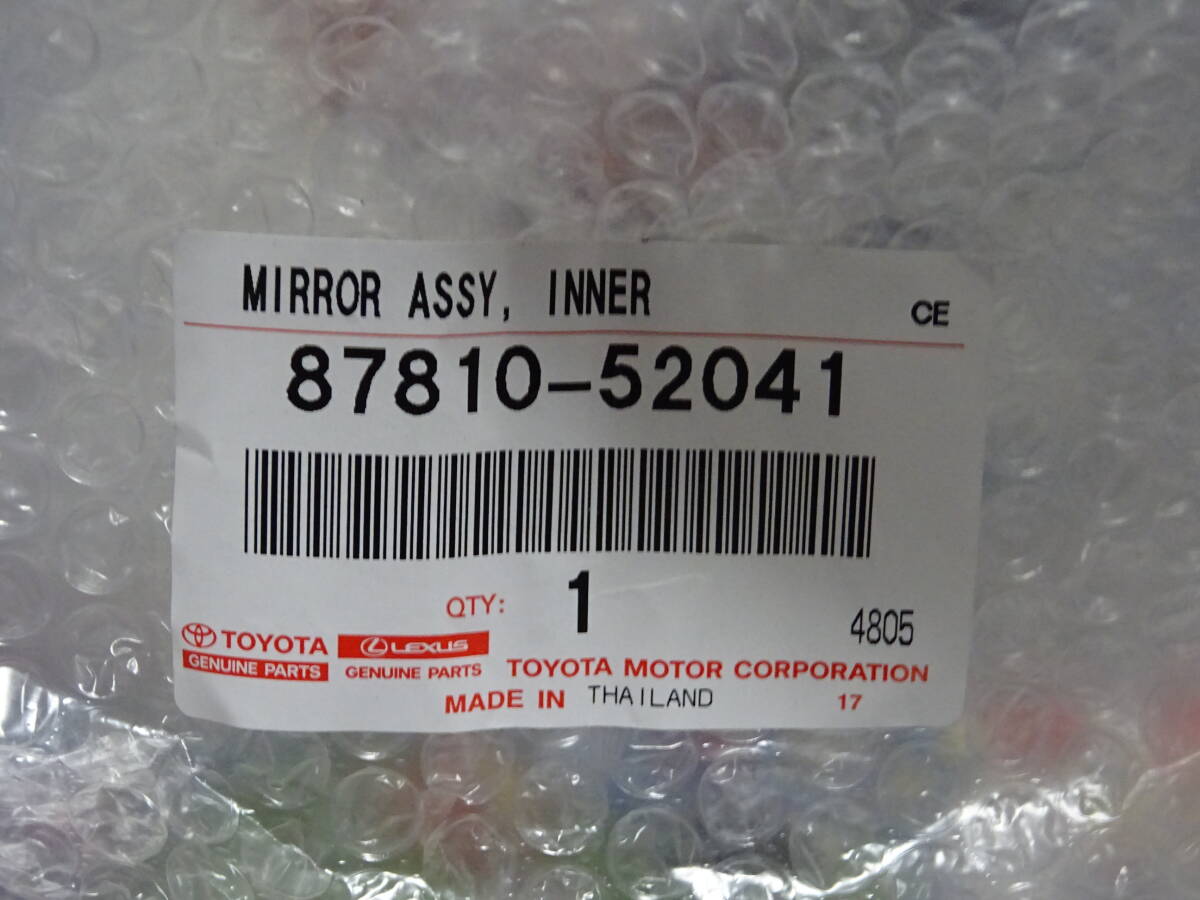 MIRROR ASSY, INNER
CE
87810-52041
QTY: 1
4805
TOYOTA
GENUINE PARTS
LEXUS
GENUINE PARTS
TOYOTA MOTOR CORPORATION
MADE IN THAILAND
17